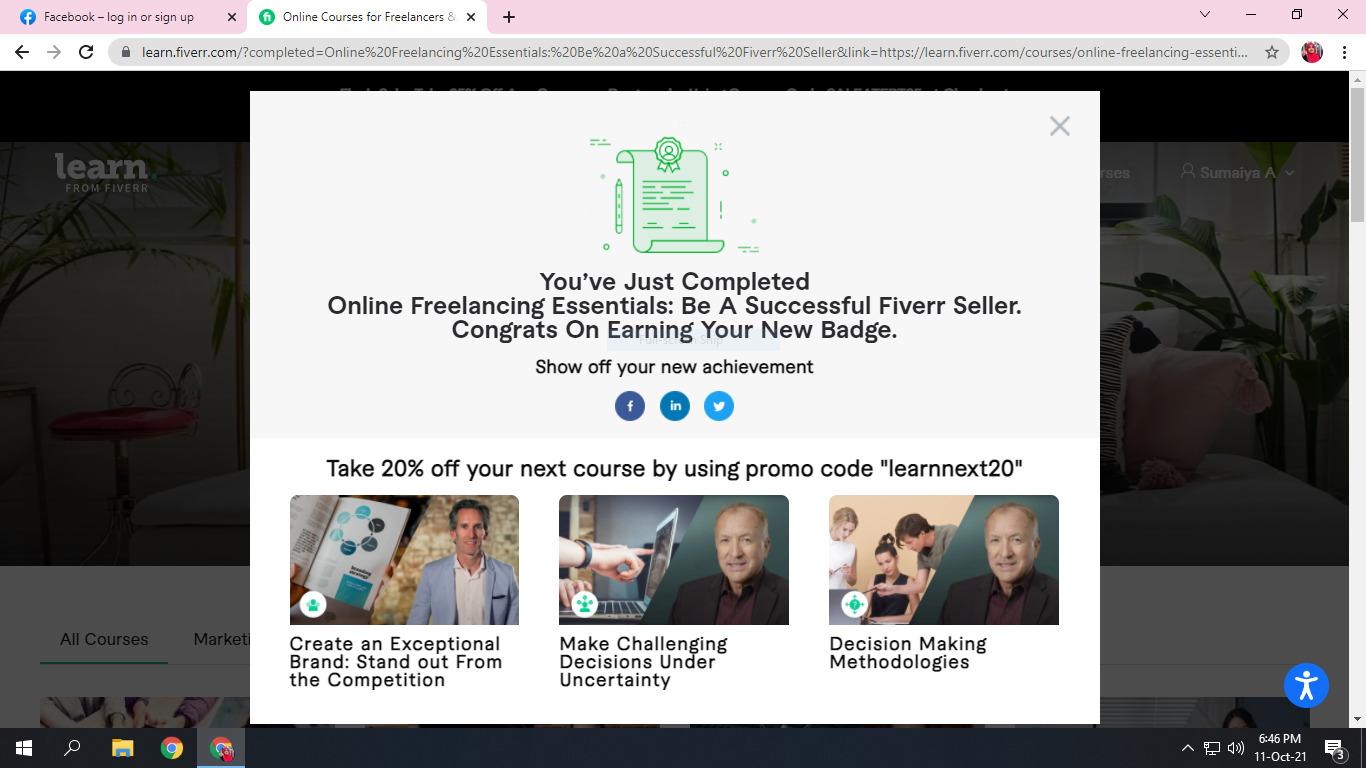 Facebook – log in or sign up
Online Courses for Freelancers &
learn.fiverr.com/?completed=Online%20Freelancing%20Essentials:%20Be%20a%20Successful%20Fiverr%20Seller&link=https://learn.fiverr.com/courses/online-freelancing-essenti...
learn.
FROM FIVERR
rses
Sumaiya A
You've Just Completed
Online Freelancing Essentials: Be A Successful Fiverr Seller.
Congrats On Earning Your New Badge.
Full-screen Snip
Show off your new achievement
Take 20% off your next course by using promo code "learnnext20"
branding strategy
Create an Exceptional
Brand: Stand out From
the Competition
Make Challenging
Decisions Under
Uncertainty
Decision Making
Methodologies
All Courses
Marketi
6:46 PM
11-Oct-21
3